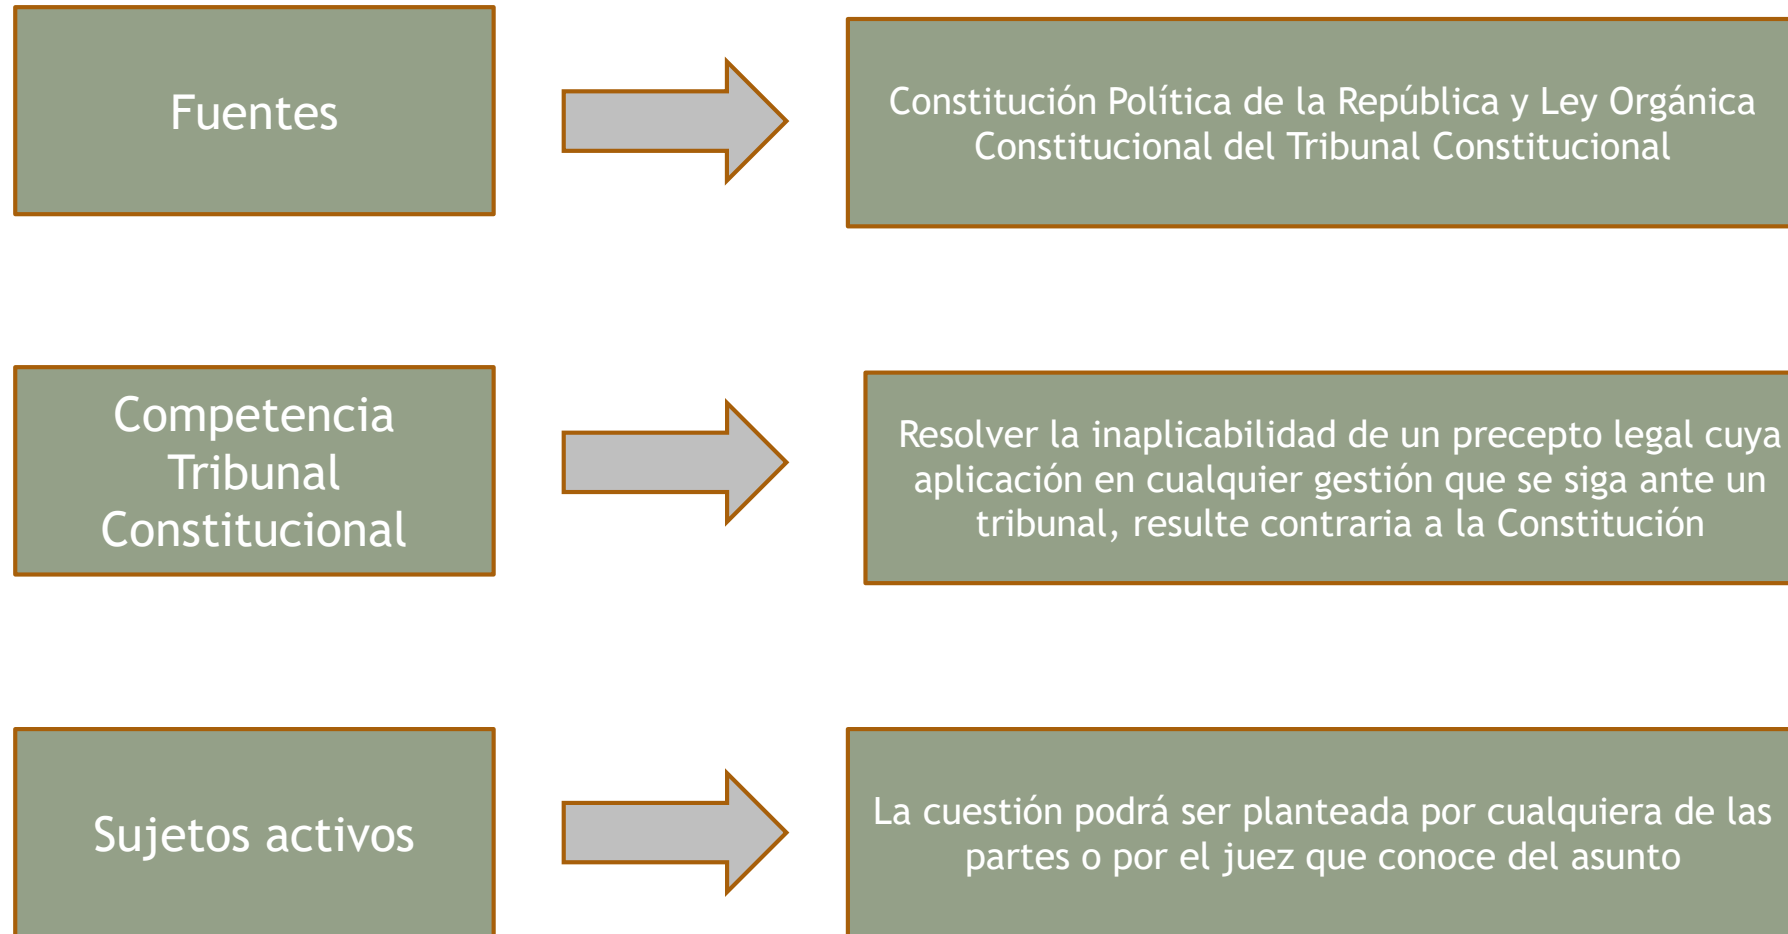 Fuentes
Constitución Política de la República y Ley Orgánica
Constitucional del Tribunal Constitucional
Competencia
Tribunal
Constitucional
Resolver la inaplicabilidad de un precepto legal cuya
aplicación en cualquier gestión que se siga ante un
tribunal, resulte contraria a la Constitución
Sujetos activos
La cuestión podrá ser planteada por cualquiera de las
partes o por el juez que conoce del asunto